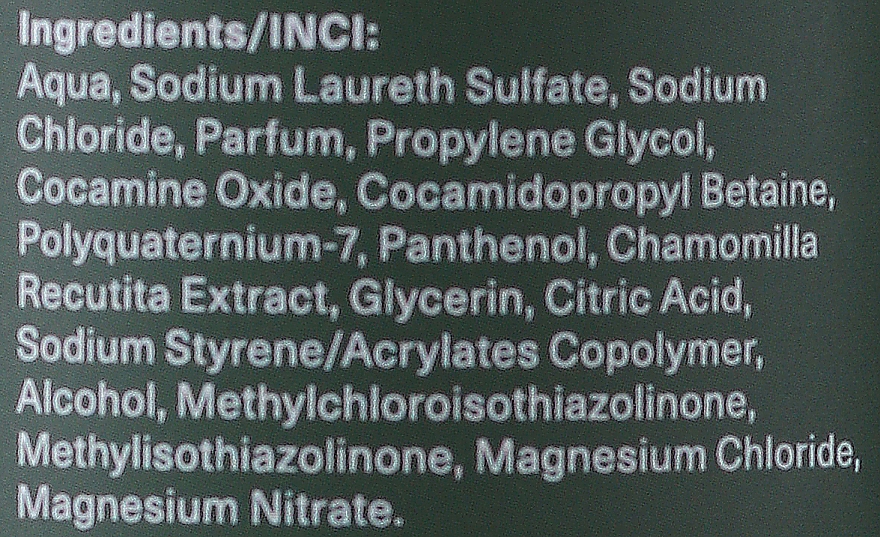 Ingredients/INCI:
Aqua, Sodium Laureth Sulfate, Sodium
Chloride, Parfum, Propylene Glycol,
Cocamine Oxide, Cocamidopropyl Betaine,
Polyquaternium-7, Panthenol, Chamomilla
Recutita Extract, Glycerin, Citric Acid,
Sodium Styrene/Acrylates Copolymer,
Alcohol, Methylchloroisothiazolinone,
Methylisothiazolinone, Magnesium Chloride,
Magnesium Nitrate.